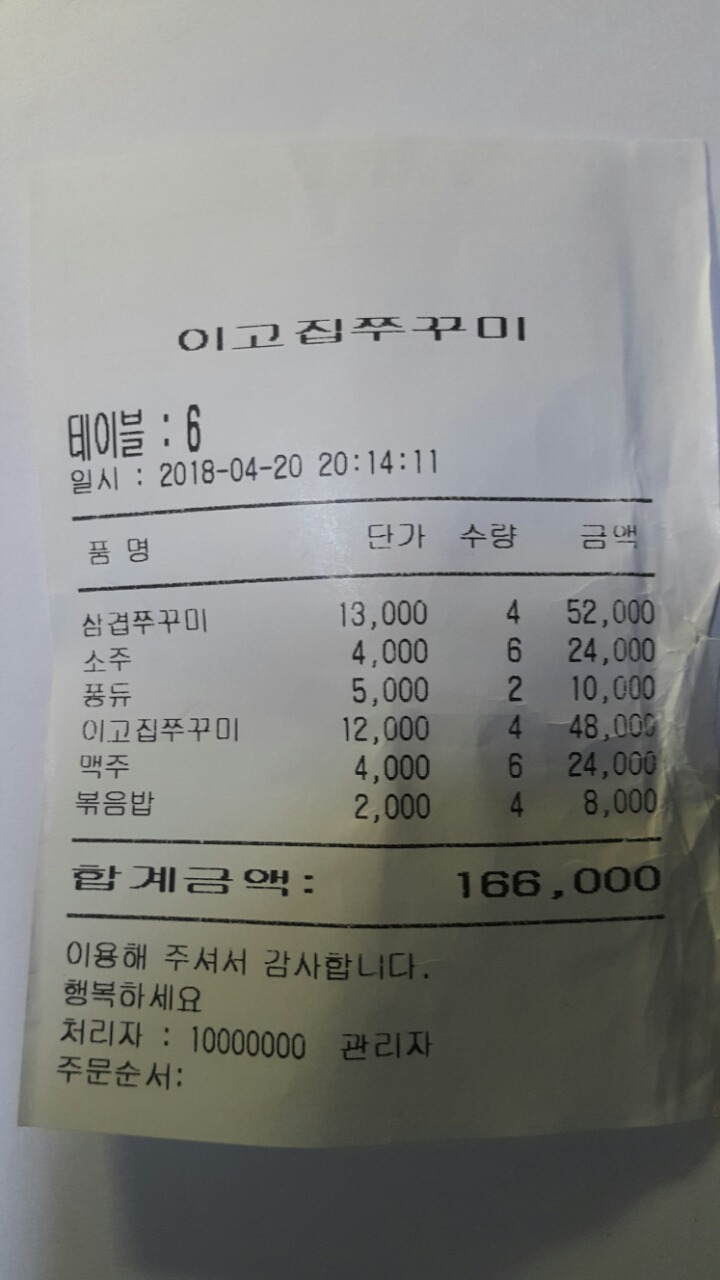 이고집쭈꾸미
테이블 : 6
일시 : 2018-04-20 20:14:11
품 명 단가 수량 금액
삼겹쭈꾸미 13,000 4 52,000
소주 4,000 6 24,000
퐁듀 5,000 2 10,000
이고집쭈꾸미 12,000 4 48,000
맥주 4,000 6 24,000
볶음밥 2,000 4 8,000
합계금액: 166,000
이용해 주셔서 감사합니다.
행복하세요
처리자 : 10000000 관리자
주문순서: